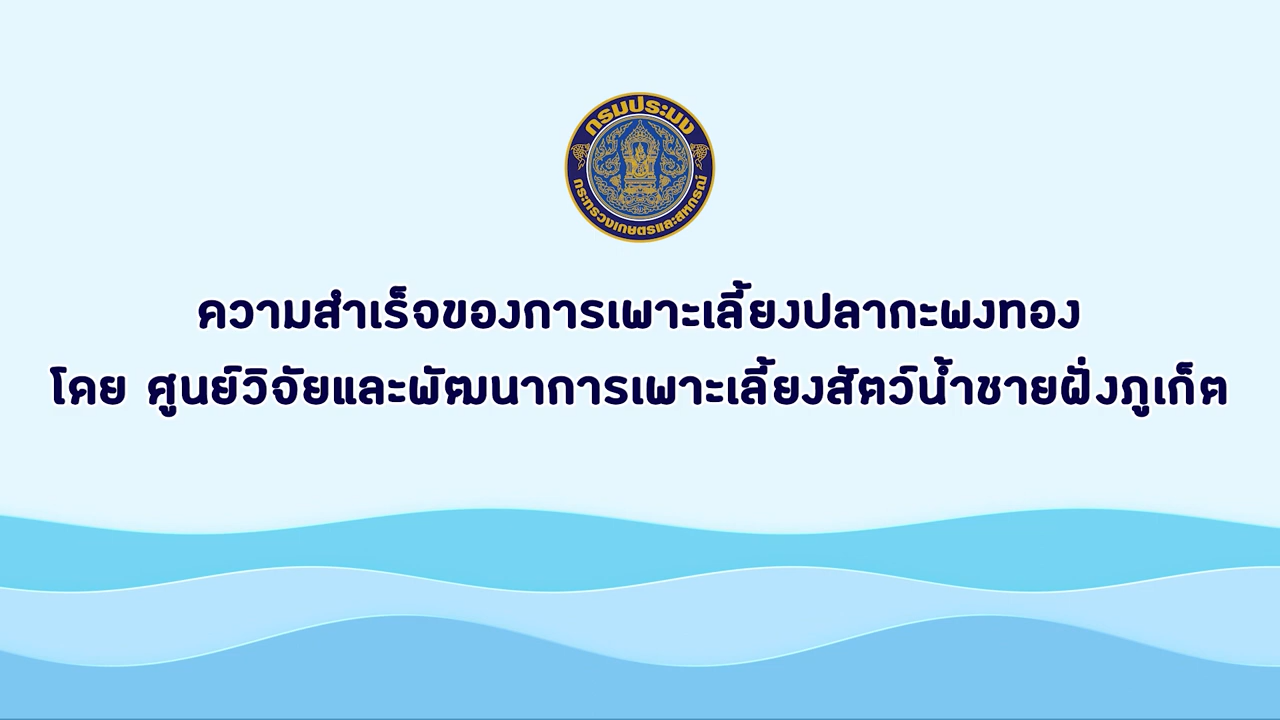 กรมประมง
กระทรวงเกษตรและสหกรณ์
ความสำเร็จของการเพาะเลี้ยงปลากะพงทอง
โดย ศูนย์วิจัยและพัฒนาการเพาะเลี้ยงสัตว์น้ำชายฝั่งภูเก็ต